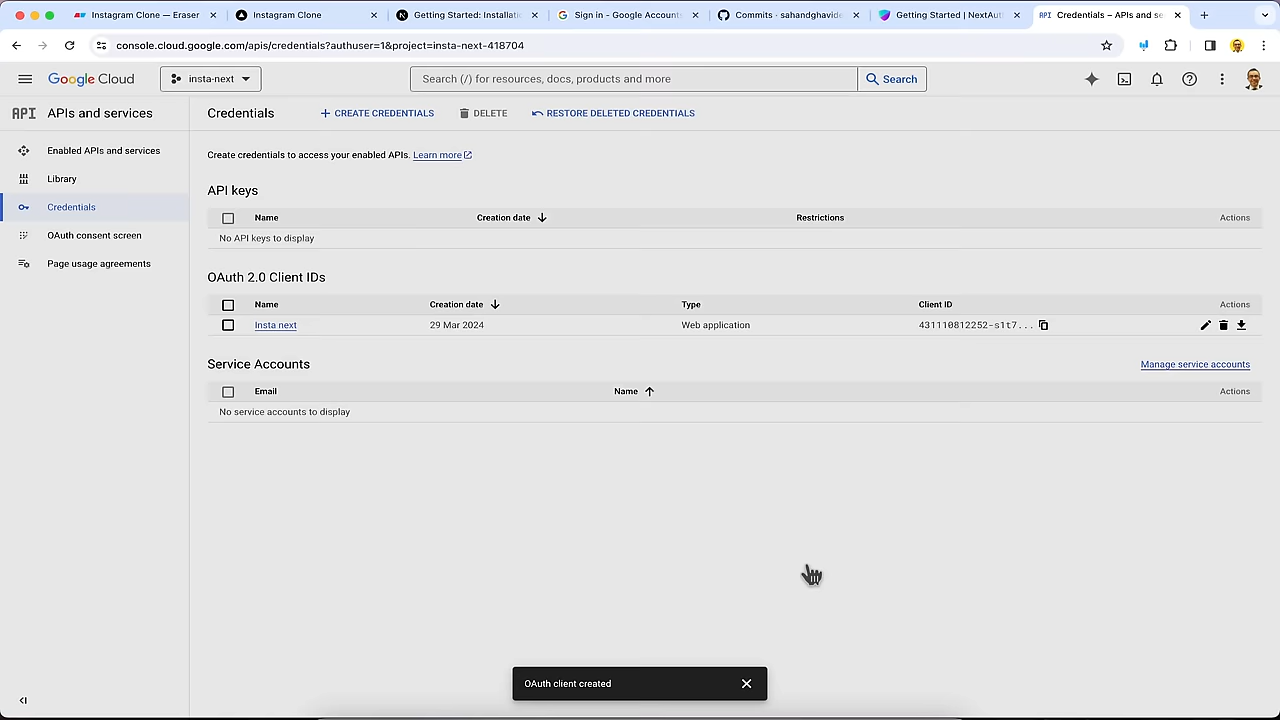 Instagram Clone — Eraser
Instagram Clone
Getting Started: Installatio
Sign in - Google Accounts
Commits · sahandghavide
Getting Started | NextAuth
Credentials – APIs and se
console.cloud.google.com/apis/credentials?authuser=1&project=insta-next-418704
Google Cloud
insta-next
Search (/) for resources, docs, products and more
Search
API APIs and services
Credentials
CREATE CREDENTIALS
DELETE
RESTORE DELETED CREDENTIALS
Enabled APIs and services
Library
Credentials
OAuth consent screen
Page usage agreements
Create credentials to access your enabled APIs. Learn more
API keys
Name Creation date Restrictions Actions
No API keys to display
OAuth 2.0 Client IDs
Name Creation date Type Client ID Actions
Insta next 29 Mar 2024 Web application 431110812252-s1t7...
Service Accounts
Manage service accounts
Email Name Actions
No service accounts to display
OAuth client created